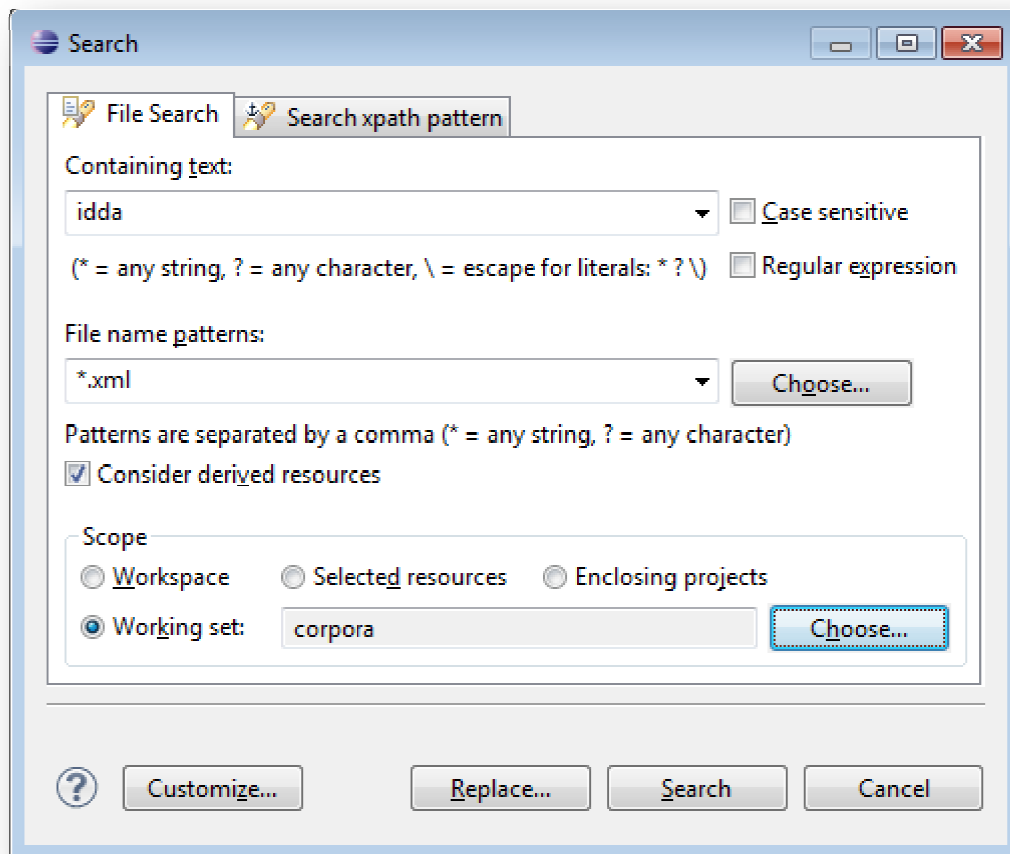 Search
File Search Search xpath pattern
Containing text:
idda Case sensitive
(* = any string, ? = any character, \ = escape for literals: * ? \) Regular expression
File name patterns:
*.xml Choose...
Patterns are separated by a comma (* = any string, ? = any character)
Consider derived resources
Scope
Workspace Selected resources Enclosing projects
Working set: corpora Choose...
? Customize... Replace... Search Cancel